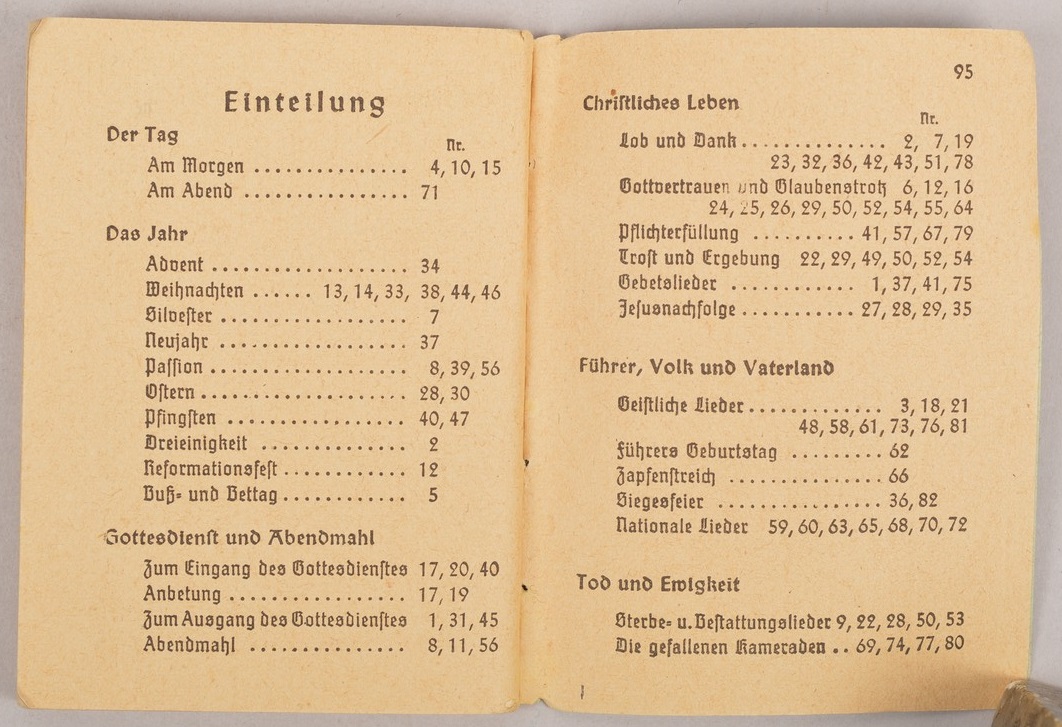 Einteilung
Der Tag
Nr.
Am Morgen ............... 4, 10, 15
Am Abend ................ 71
Das Jahr
Advent ................... 34
Weihnachten ...... 13, 14, 33, 38, 44, 46
Silvester .................. 7
Neujahr .................. 37
Passion ................... 8, 39, 56
Ostern .................... 28, 30
Pfingsten ................. 40, 47
Dreieinigkeit .............. 2
Reformationsfest ............ 12
Buß= und Bettag ............ 5
Gottesdienst und Abendmahl
Zum Eingang des Gottesdienstes 17, 20, 40
Anbetung ................. 17, 19
Zum Ausgang des Gottesdienstes 1, 31, 45
Abendmahl ............... 8, 11, 56
95
Christliches Leben
Nr.
Lob und Dank .............. 2, 7, 19
23, 32, 36, 42, 43, 51, 78
Gottvertrauen und Glaubenstrotz 6, 12, 16
24, 25, 26, 29, 50, 52, 54, 55, 64
Pflichterfüllung .......... 41, 57, 67, 79
Trost und Ergebung 22, 29, 49, 50, 52, 54
Gebetslieder ............ 1, 37, 41, 75
Jesusnachfolge ........... 27, 28, 29, 35
Führer, Volk und Vaterland
Geistliche Lieder ............. 3, 18, 21
48, 58, 61, 73, 76, 81
Führers Geburtstag ......... 62
Zapfenstreich ............... 66
Siegesfeier ................ 36, 82
Nationale Lieder 59, 60, 63, 65, 68, 70, 72
Tod und Ewigkeit
Sterbe= u. Bestattungslieder 9, 22, 28, 50, 53
Die gefallenen Kameraden .. 69, 74, 77, 80